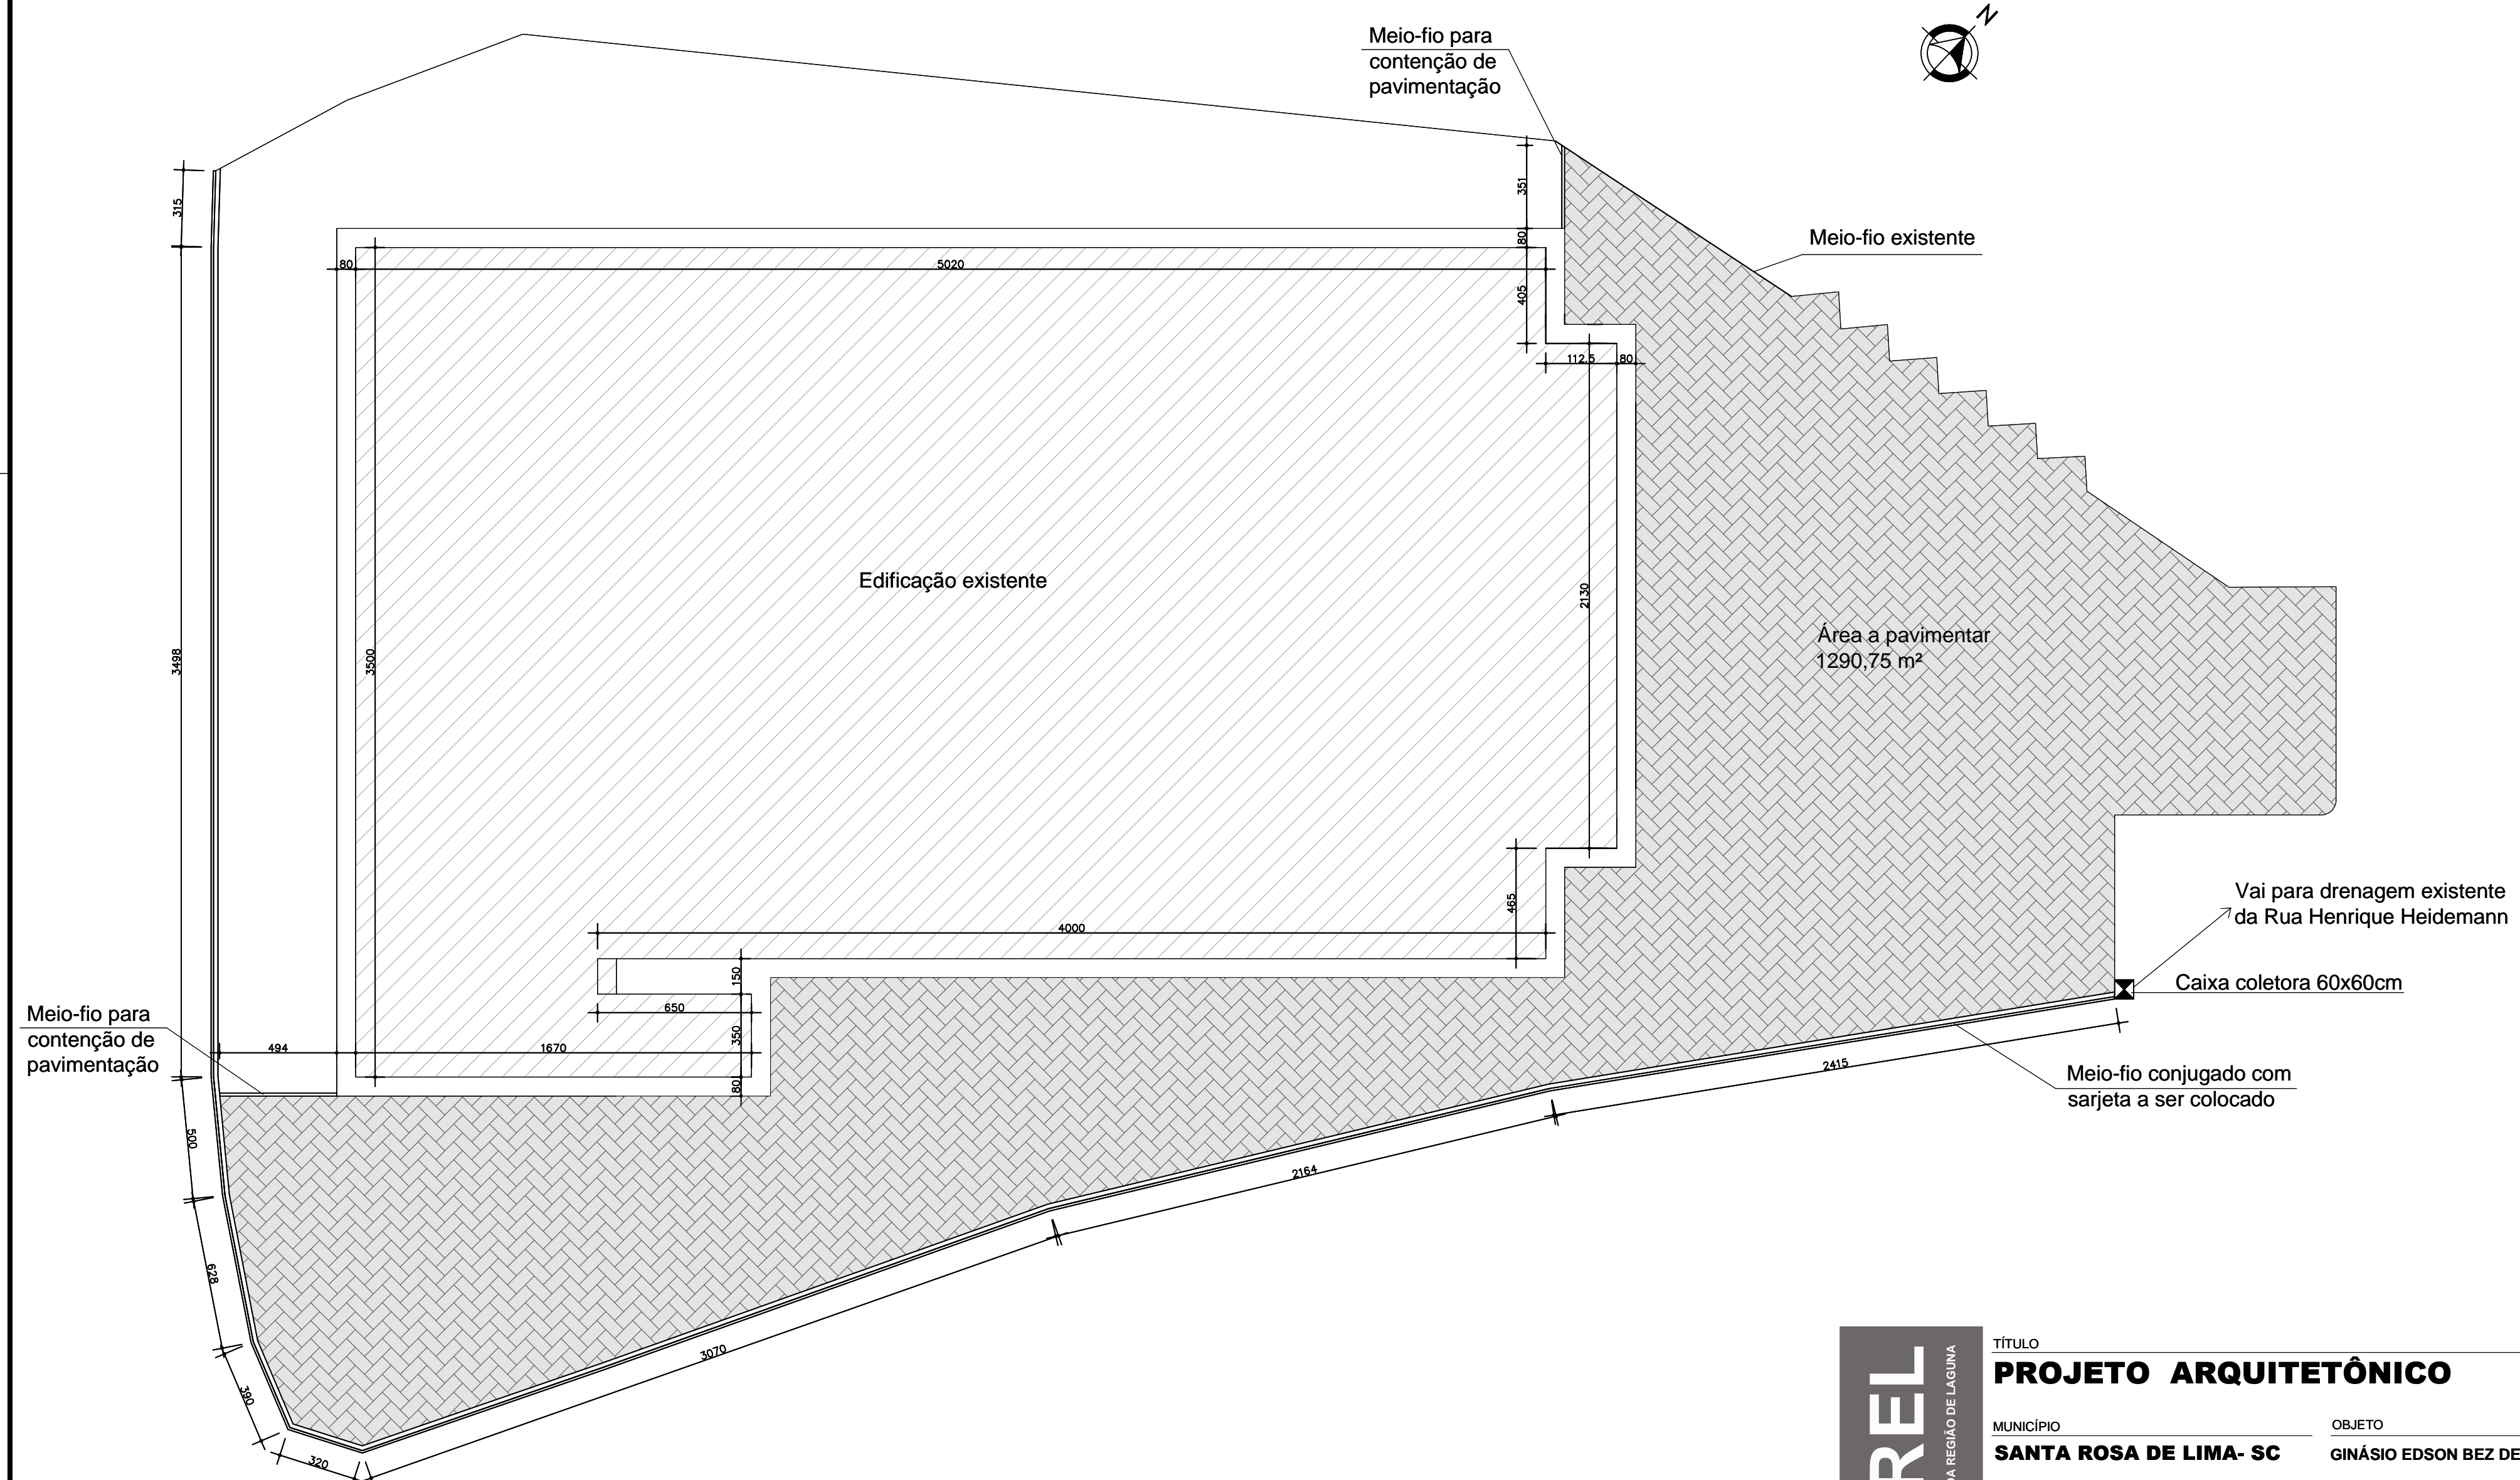 N
Meio-fio para
contenção de
pavimentação
315
351
Meio-fio existente
80
80
5020
405
112.5
80
Edificação existente
2130
Área a pavimentar
1290,75 m²
3498
3500
Vai para drenagem existente
da Rua Henrique Heidemann
465
4000
150
Caixa coletora 60x60cm
Meio-fio para
contenção de
pavimentação
650
350
494
1670
80
2415
Meio-fio conjugado com
sarjeta a ser colocado
500
2164
628
3070
390
320
REL
DA REGIÃO DE LAGUNA
TÍTULO
PROJETO ARQUITETÔNICO
MUNICÍPIO
OBJETO
SANTA ROSA DE LIMA- SC
GINÁSIO EDSON BEZ DE